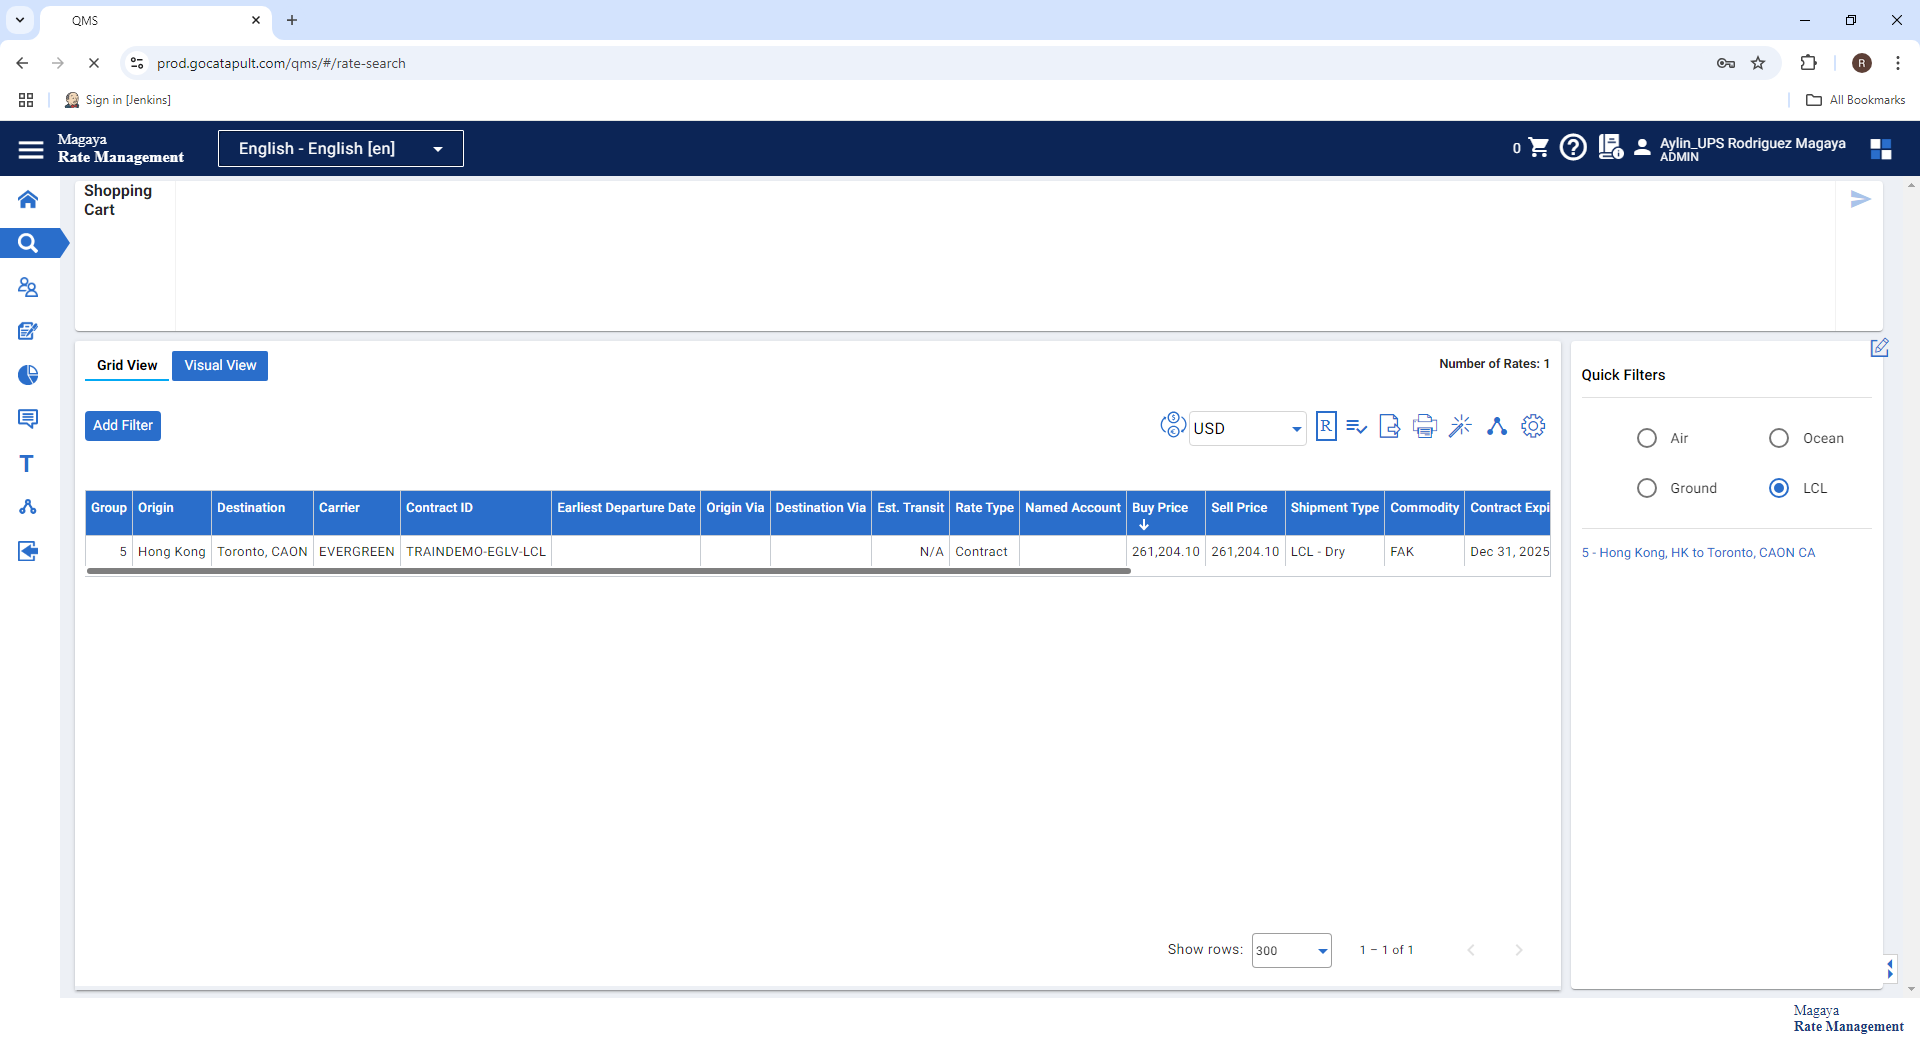 QMS
prod.gocatapult.com/qms/#/rate-search
R
Sign in [Jenkins]
All Bookmarks
Magaya
Rate Management
English - English [en]
0
Aylin_UPS Rodriguez Magaya
ADMIN
Shopping
Cart
Grid View
Visual View
Number of Rates: 1
Quick Filters
Add Filter
USD
R
Air
Ocean
Ground
LCL
Group Origin Destination Carrier Contract ID Earliest Departure Date Origin Via Destination Via Est. Transit Rate Type Named Account Buy Price Sell Price Shipment Type Commodity Contract Expi
5 Hong Kong Toronto, CAON EVERGREEN TRAINDEMO-EGLV-LCL N/A Contract 261,204.10 261,204.10 LCL - Dry FAK Dec 31, 2025
5 - Hong Kong, HK to Toronto, CAON CA
T
Show rows: 300 1 – 1 of 1
Magaya
Rate Management